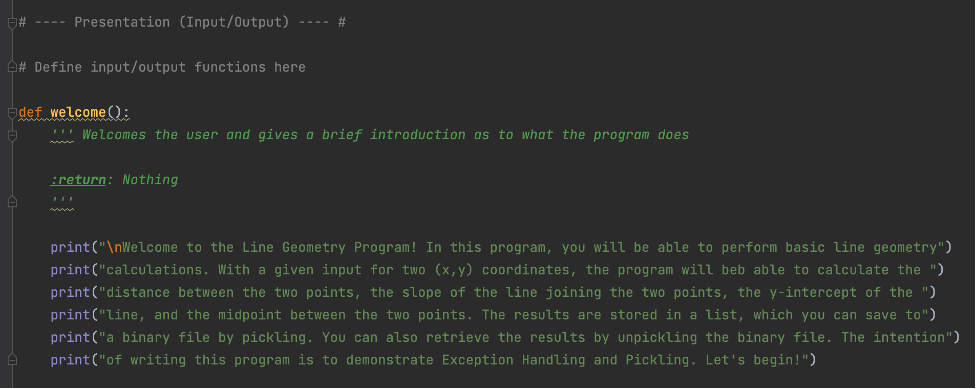 # ---- Presentation (Input/Output) ---- #
# Define input/output functions here
def welcome():
''' Welcomes the user and gives a brief introduction as to what the program does
:return: Nothing
'''
print("\nWelcome to the Line Geometry Program! In this program, you will be able to perform basic line geometry")
print("calculations. With a given input for two (x,y) coordinates, the program will beb able to calculate the ")
print("distance between the two points, the slope of the line joining the two points, the y-intercept of the ")
print("line, and the midpoint between the two points. The results are stored in a list, which you can save to")
print("a binary file by pickling. You can also retrieve the results by unpickling the binary file. The intention")
print("of writing this program is to demonstrate Exception Handling and Pickling. Let's begin!")